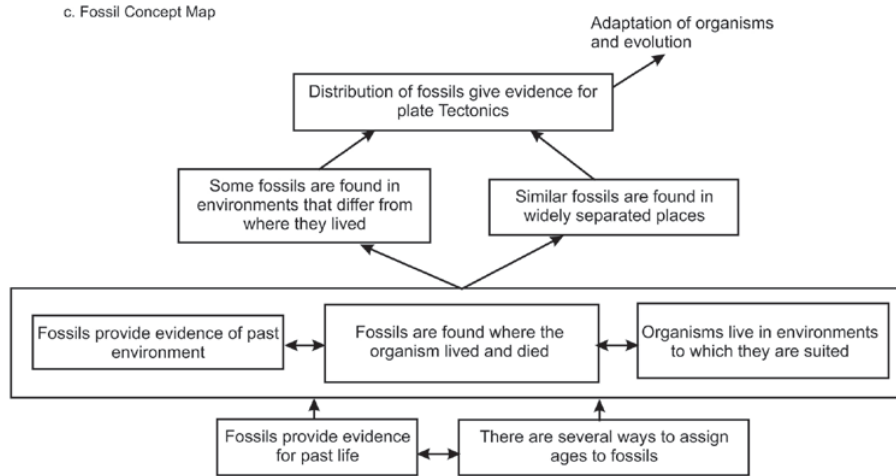 c. Fossil Concept Map
Adaptation of organisms
and evolution
Distribution of fossils give evidence for
plate Tectonics
Some fossils are found in
environments that differ from
where they lived
Similar fossils are found in
widely separated places
Fossils provide evidence of past
environment
Fossils are found where the
organism lived and died
Organisms live in environments
to which they are suited
Fossils provide evidence
for past life
There are several ways to assign
ages to fossils